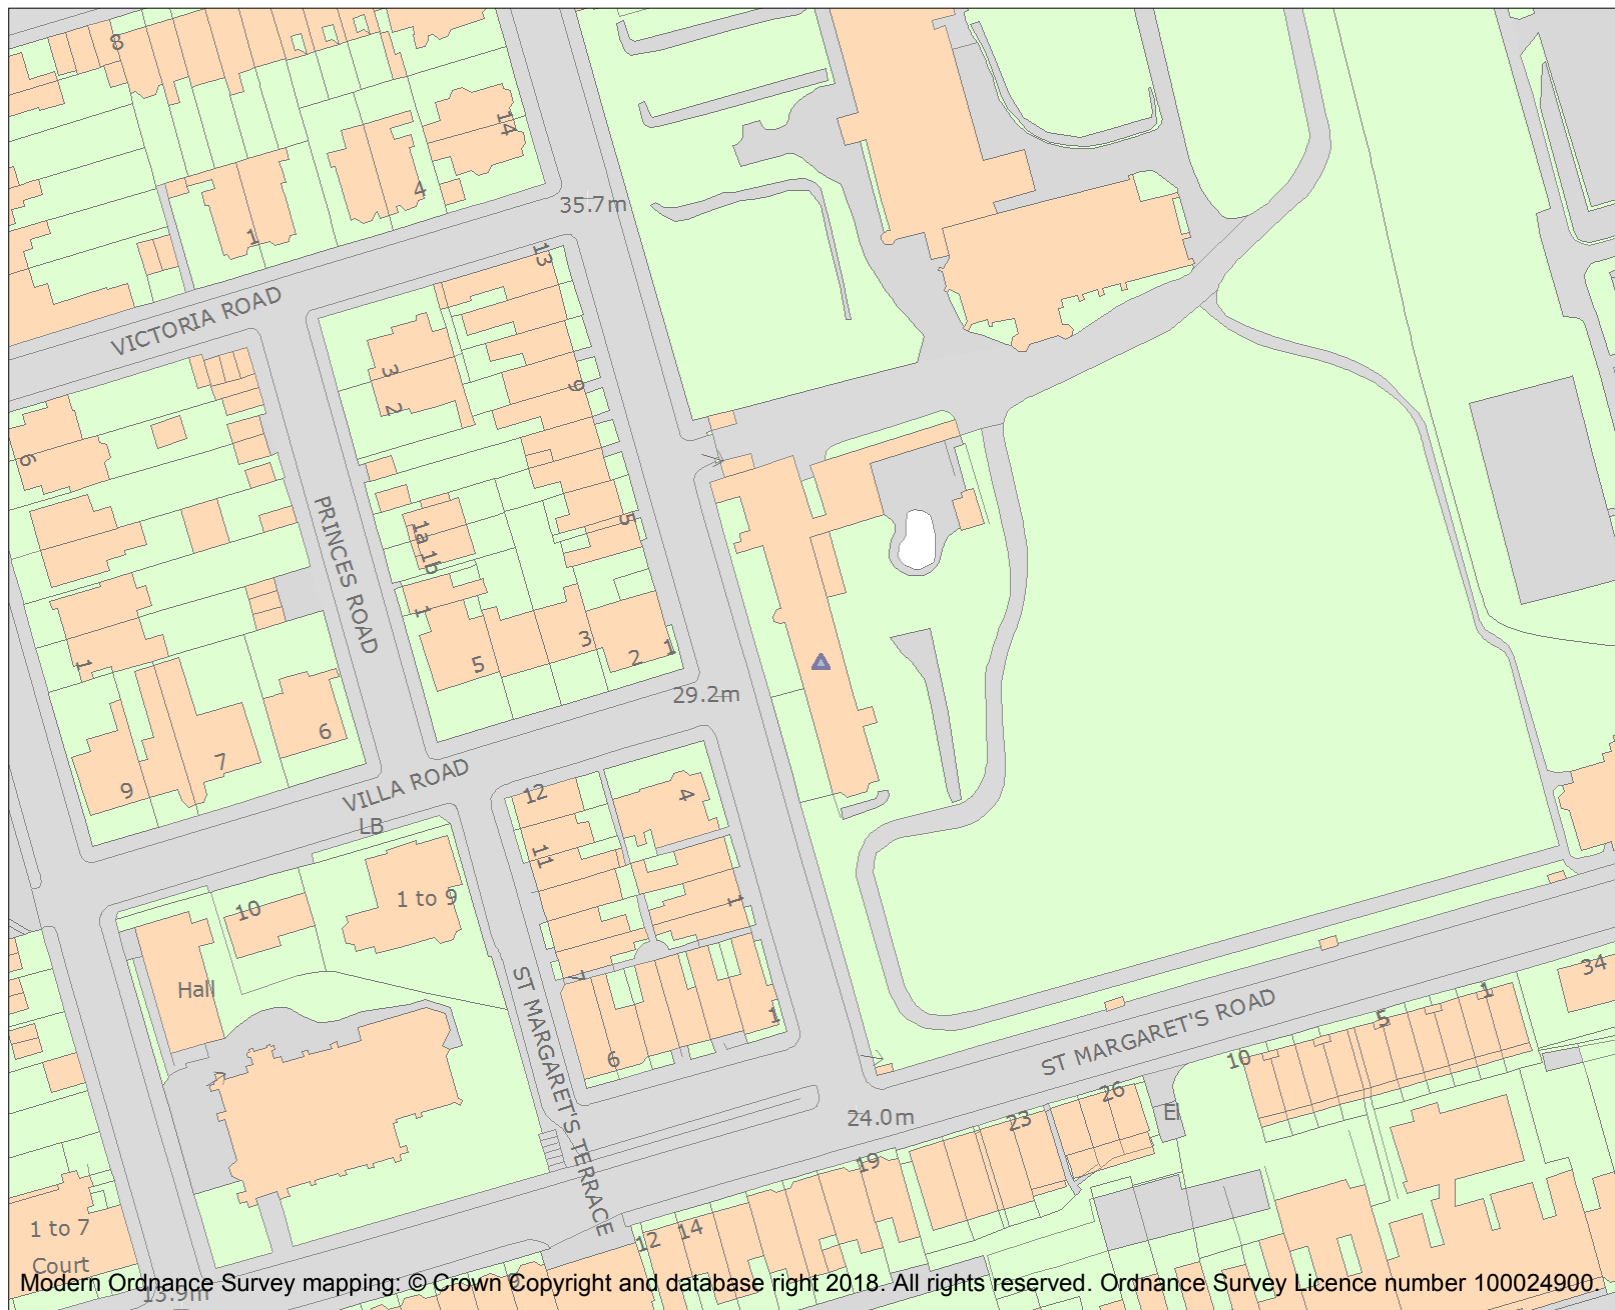 8
14
4
1
35.7m
13
VICTORIA ROAD
3
2
9
6
PRINCES ROAD
5
1a
1b
1
1
5
3
2
1
29.2m
6
7
9
VILLA ROAD
LB
12
4
11
1 to 9
10
1
Hall
7
34
1
1
ST MARGARET'S ROAD
5
6
10
ST MARGARET'S TERRACE
24.0m
26
El
23
19
1 to 7
Court
12
14
9
Modern Ordnance Survey mapping: © Crown Copyright and database right 2018. All rights reserved. Ordnance Survey Licence number 100024900.
13.9m